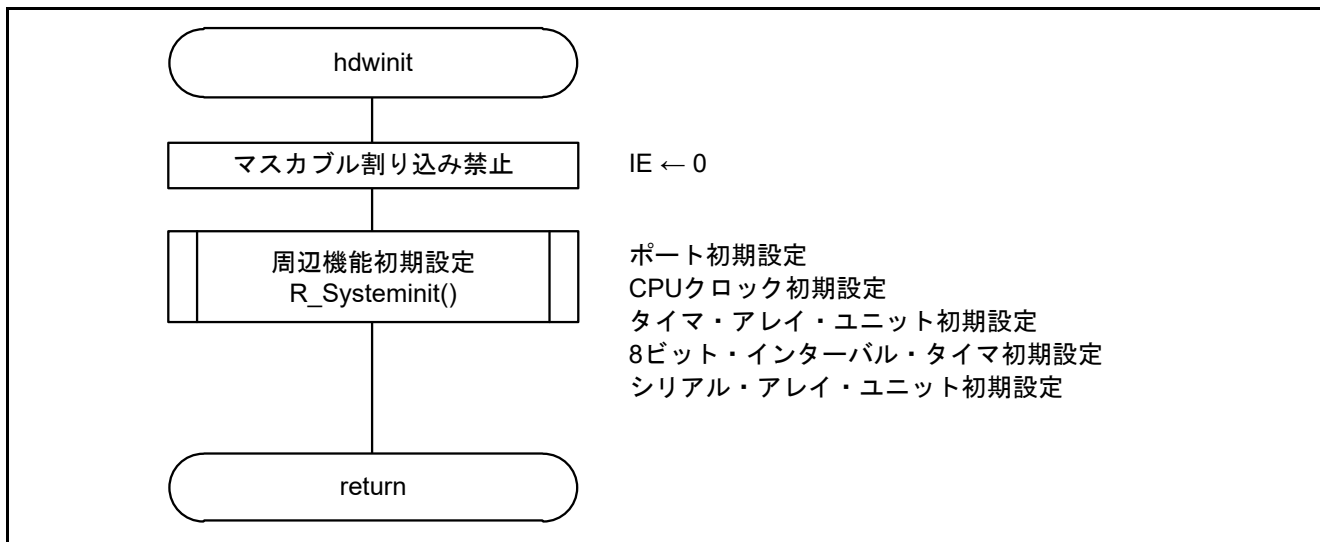 hdwinit
マスカブル割り込み禁止
IE ← 0
周辺機能初期設定
R_Systeminit()
ポート初期設定
CPUクロック初期設定
タイマ・アレイ・ユニット初期設定
8ビット・インターバル・タイマ初期設定
シリアル・アレイ・ユニット初期設定
return